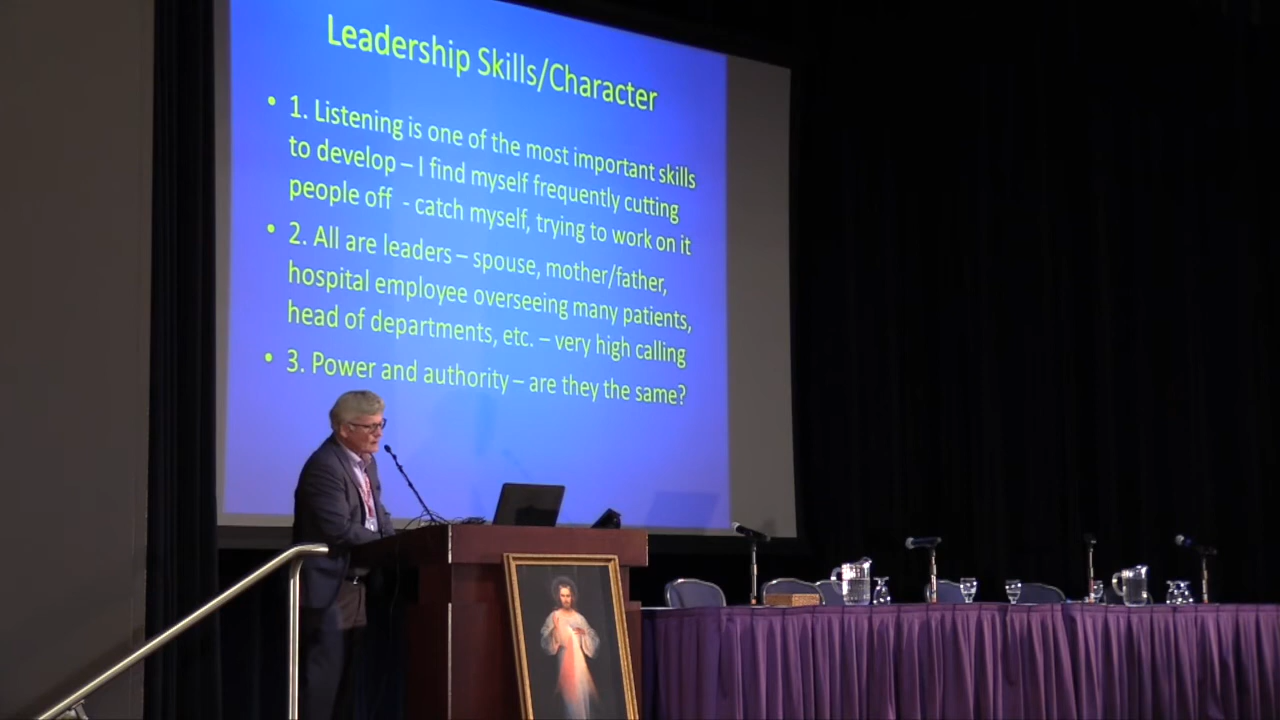 Leadership Skills/Character
• 1. Listening is one of the most important skills
to develop – I find myself frequently cutting
people off - catch myself, trying to work on it
• 2. All are leaders – spouse, mother/father,
hospital employee overseeing many patients,
head of departments, etc. – very high calling
• 3. Power and authority – are they the same?